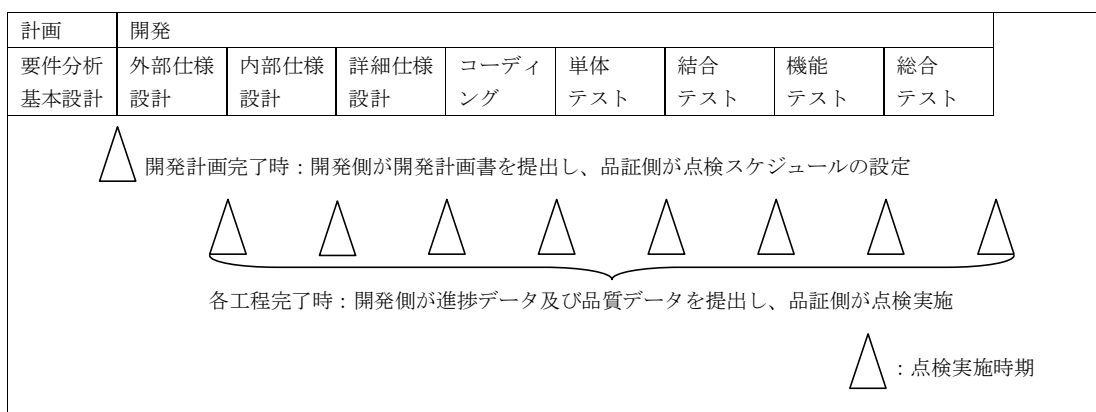 計画 開発
要件分析 外部仕様 内部仕様 詳細仕様 コーディ 単体 結合 機能 総合
基本設計 設計 設計 設計 ング テスト テスト テスト テスト
開発計画完了時：開発側が開発計画書を提出し、品証側が点検スケジュールの設定
各工程完了時：開発側が進捗データ及び品質データを提出し、品証側が点検実施
：点検実施時期